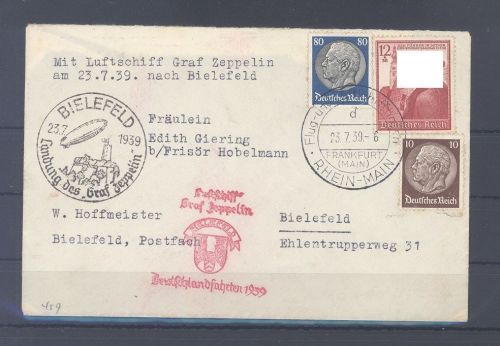 Mit Luftschiff Graf Zeppelin
am 23.7.39. nach Bielefeld
80 80
Deutsches Reich
12
Deutsches Reich
10 10
Deutsches Reich
BIELEFELD
23.7. 1939
Landung des „Graf Zeppelin"
d
23.7.39-6
FRANKFURT
(MAIN)
RHEIN-MAIN
Fräulein
Edith Giering
b/Frisör Hobelmann
W. Hoffmeister
Bielefeld, Postfach
Luftschiff
Graf Zeppelin
BIELEFELD
Deutschlandfahrten 1939
Bielefeld
Ehlentrupperweg 31